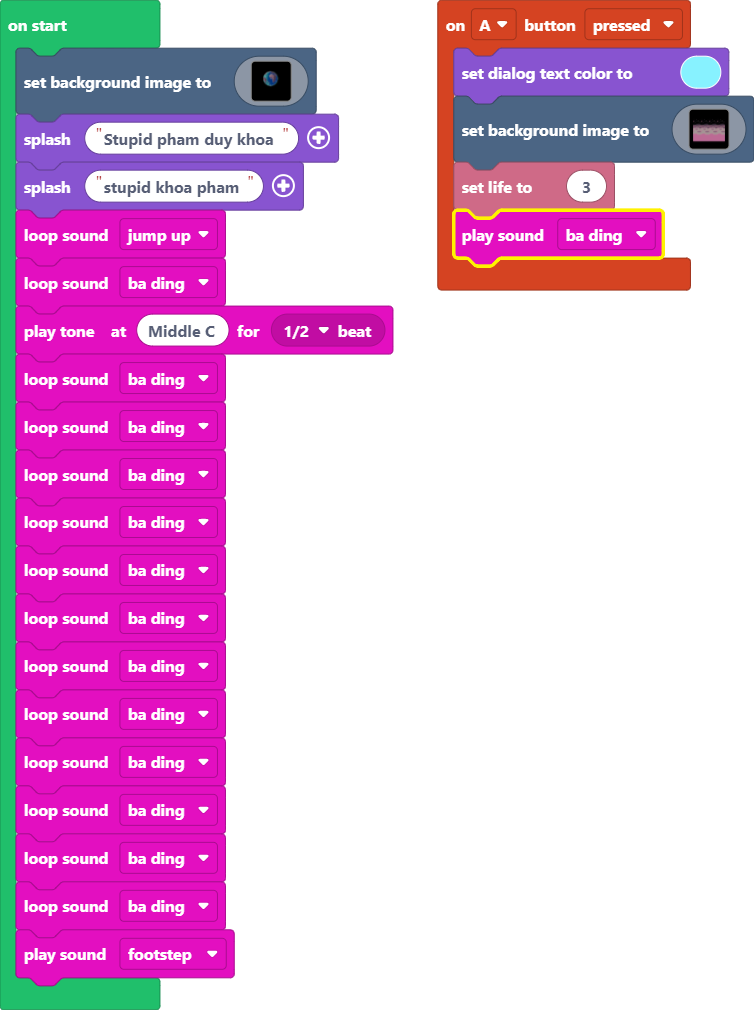 on start
set background image to
splash "Stupid pham duy khoa "
splash "stupid khoa pham "
loop sound jump up
loop sound ba ding
play tone at Middle C for 1/2 beat
loop sound ba ding
loop sound ba ding
loop sound ba ding
loop sound ba ding
loop sound ba ding
loop sound ba ding
loop sound ba ding
loop sound ba ding
loop sound ba ding
loop sound ba ding
loop sound ba ding
loop sound ba ding
play sound footstep
on A button pressed
set dialog text color to
set background image to
set life to 3
play sound ba ding